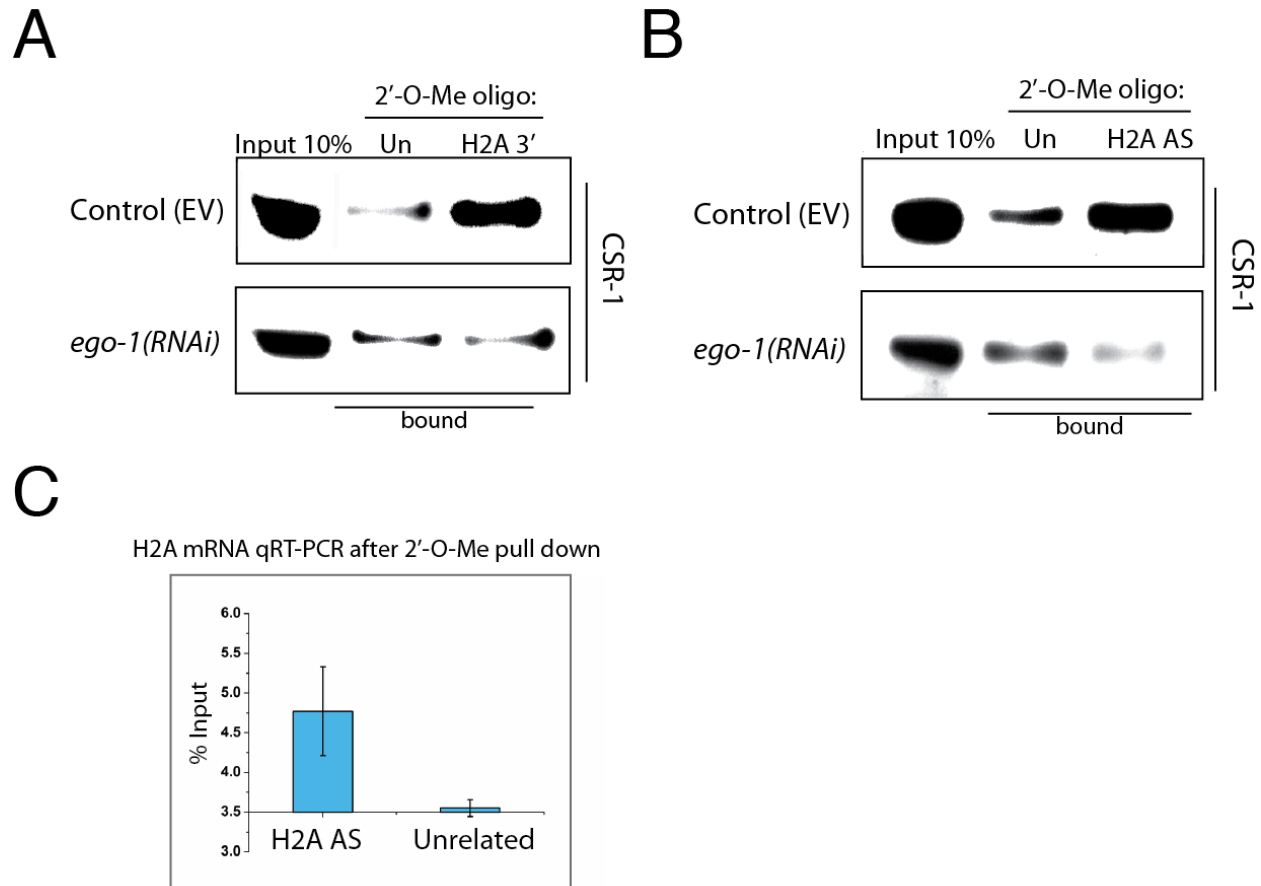 A
2'-O-Me oligo:
Input 10% Un H2A 3'
Control (EV)
ego-1(RNAi)
CSR-1
bound
B
2'-O-Me oligo:
Input 10% Un H2A AS
Control (EV)
ego-1(RNAi)
CSR-1
bound
C
H2A mRNA qRT-PCR after 2'-O-Me pull down
6.0
5.5
5.0
4.5
4.0
3.5
3.0
% Input
H2A AS Unrelated